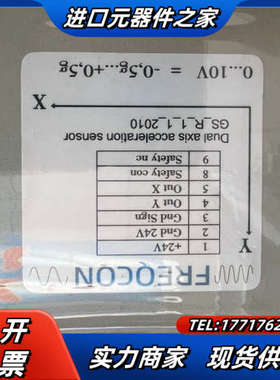 进口元器件之家
0...10V = -0,5g...+0,5g
X
Y
Dual axis acceleration sensor
GS_R_1_1_2010
9 Safety nc
8 Safety con
5 Out X
4 Out Y
3 Gnd Sign
2 Gnd 24V
1 +24V
FREQCON
开
票
TEL:1771762
实力商家 现货供